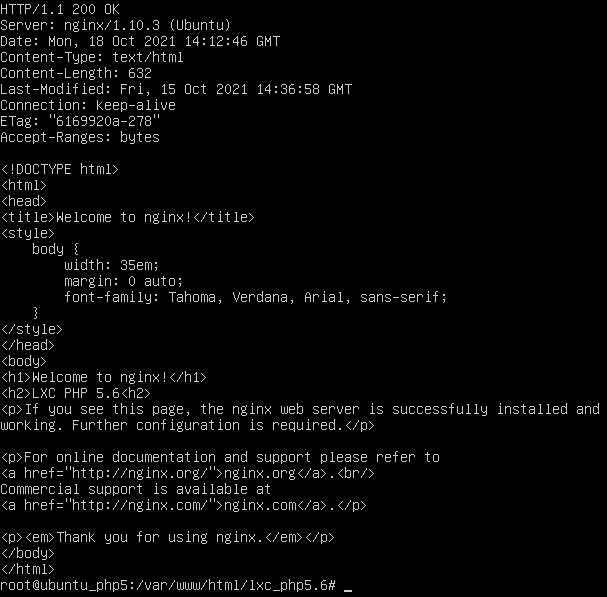 HTTP/1.1 200 OK
Server: nginx/1.10.3 (Ubuntu)
Date: Mon, 18 Oct 2021 14:12:46 GMT
Content-Type: text/html
Content-Length: 632
Last-Modified: Fri, 15 Oct 2021 14:36:58 GMT
Connection: keep-alive
ETag: "6169920a-278"
Accept-Ranges: bytes

<!DOCTYPE html>
<html>
<head>
<title>Welcome to nginx!</title>
<style>
    body {
        width: 35em;
        margin: 0 auto;
        font-family: Tahoma, Verdana, Arial, sans-serif;
    }
</style>
</head>
<body>
<h1>Welcome to nginx!</h1>
<h2>LXC PHP 5.6<h2>
<p>If you see this page, the nginx web server is successfully installed and
working. Further configuration is required.</p>

<p>For online documentation and support please refer to
<a href="http://nginx.org/">nginx.org</a>.<br/>
Commercial support is available at
<a href="http://nginx.com/">nginx.com</a>.</p>

<p><em>Thank you for using nginx.</em></p>
</body>
</html>
root@ubuntu_php5:/var/www/html/lxc_php5.6# _